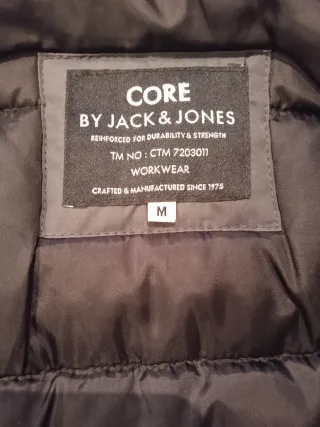 CORE
BY JACK & JONES
REINFORCED FOR DURABILITY & STRENGTH
TM NO : CTM 7203011
WORKWEAR
CRAFTED & MANUFACTURED SINCE 1975
M